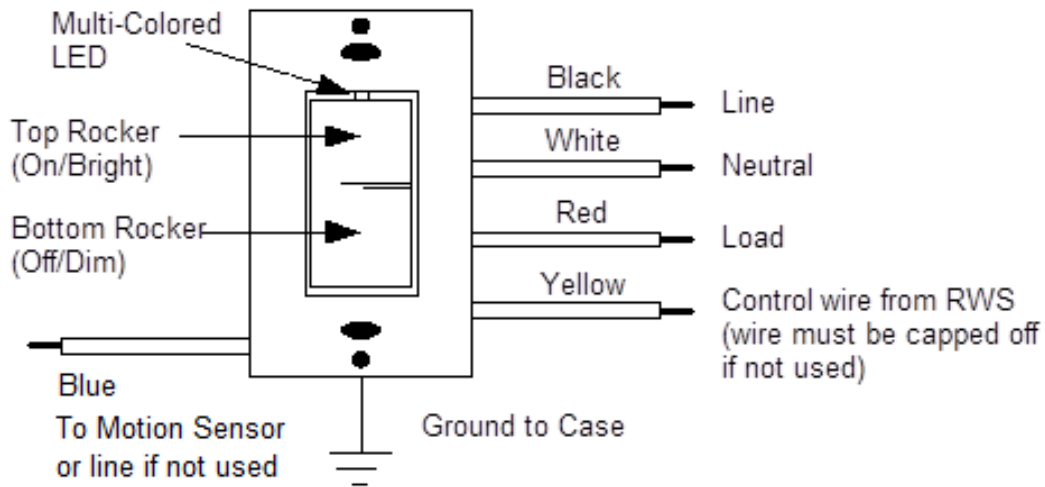 Multi-Colored
LED
Top Rocker
(On/Bright)
Bottom Rocker
(Off/Dim)
Black
Line
White
Neutral
Red
Load
Yellow
Control wire from RWS
(wire must be capped off
if not used)
Blue
To Motion Sensor
or line if not used
Ground to Case